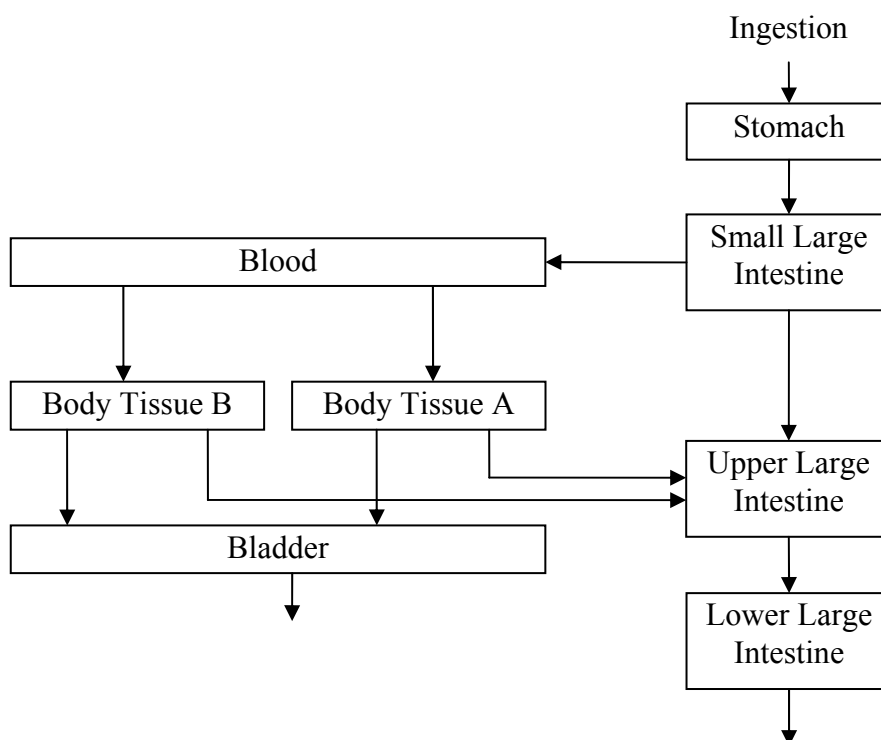 Ingestion
Stomach
Small Large
Intestine
Blood
Body Tissue B
Body Tissue A
Upper Large
Intestine
Bladder
Lower Large
Intestine